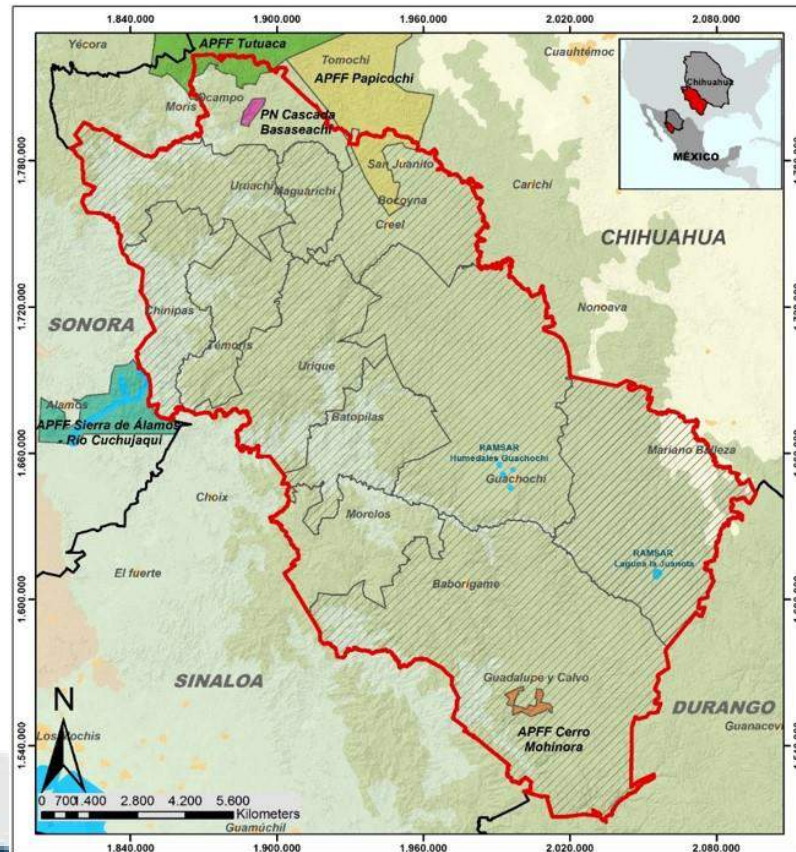 1.840.000 1.900.000 1.960.000 2.020.000 2.080.000
Yécora
APFF Tutuaca
Tomochi
Cuauhtémoc
APFF Papicochi
Ocampo
Moris
PN Cascada
Basaseachi
Chihuahua
MÉXICO
1.780.000
San Juanito
Uruachi
Maguarichi
Bocoyna
Carichí
Creel
CHIHUAHUA
Nonoava
1.720.000
Chinipas
SONORA
Témoris
Urique
Alamos
Batopilas
APFF Sierra de Álamos
- Río Cuchujaqui
Mariano Balleza
1.660.000
RAMSAR
Humedales Guachochi
Guachochi
Choix
Morelos
RAMSAR
Laguna la Juanota
El fuerte
Baborigame
1.600.000
SINALOA
Guadalupe y Calvo
DURANGO
Guanacevi
N
APFF Cerro
Mohinora
Los Mochis
1.540.000
0 700 1.400 2.800 4.200 5.600
Kilometers
Guamúchil
1.840.000 1.900.000 1.960.000 2.020.000 2.080.000